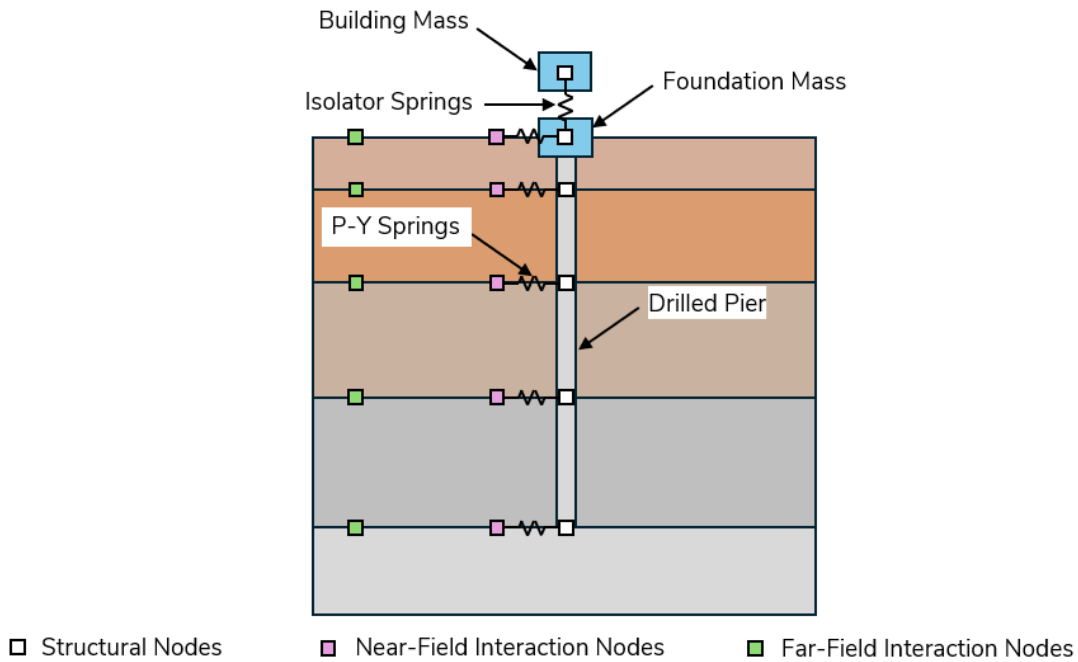 Building Mass
Foundation Mass
Isolator Springs
P-Y Springs
Drilled Pier
Structural Nodes
Near-Field Interaction Nodes
Far-Field Interaction Nodes